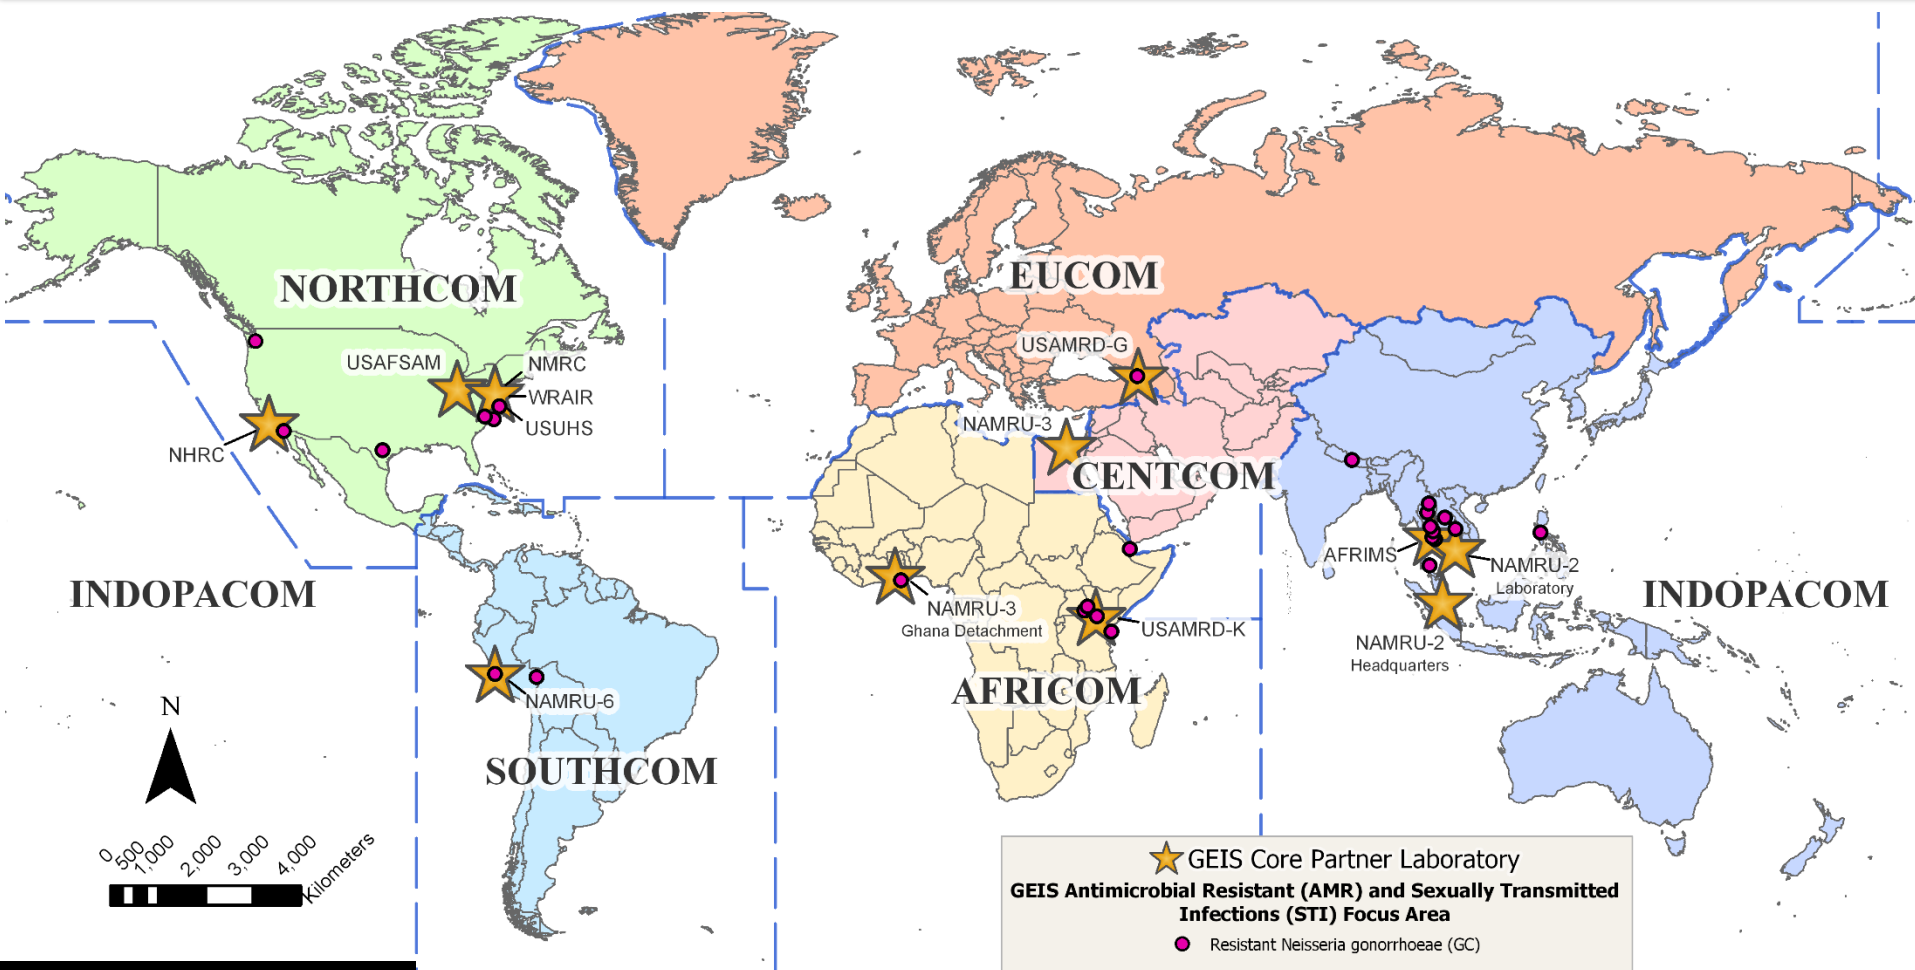 NORTHCOM
EUCOM
USAMRD-G
USAFSAM
NMRC
WRAIR
USUHS
NHRC
NAMRU-3
CENTCOM
AFRIMS
NAMRU-2
Laboratory
INDOPACOM
INDOPACOM
NAMRU-3
Ghana Detachment
USAMRD-K
NAMRU-2
Headquarters
AFRICOM
NAMRU-6
SOUTHCOM
N
0
500
1,000
2,000
3,000
4,000
Kilometers
GEIS Core Partner Laboratory
GEIS Antimicrobial Resistant (AMR) and Sexually Transmitted
Infections (STI) Focus Area
Resistant Neisseria gonorrhoeae (GC)